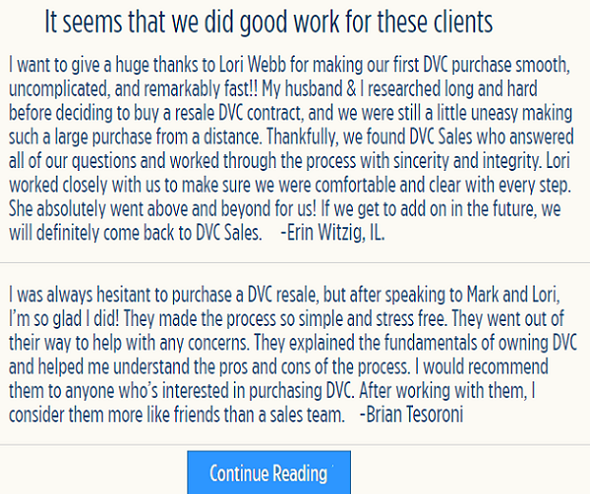 It seems that we did good work for these clients
I want to give a huge thanks to Lori Webb for making our first DVC purchase smooth,
uncomplicated, and remarkably fast!! My husband & I researched long and hard
before deciding to buy a resale DVC contract, and we were still a little uneasy making
such a large purchase from a distance. Thankfully, we found DVC Sales who answered
all of our questions and worked through the process with sincerity and integrity. Lori
worked closely with us to make sure we were comfortable and clear with every step.
She absolutely went above and beyond for us! If we get to add on in the future, we
will definitely come back to DVC Sales. -Erin Witzig, IL.
I was always hesitant to purchase a DVC resale, but after speaking to Mark and Lori,
I'm so glad I did! They made the process so simple and stress free. They went out of
their way to help with any concerns. They explained the fundamentals of owning DVC
and helped me understand the pros and cons of the process. I would recommend
them to anyone who's interested in purchasing DVC. After working with them, I
consider them more like friends than a sales team. -Brian Tesoroni
Continue Reading